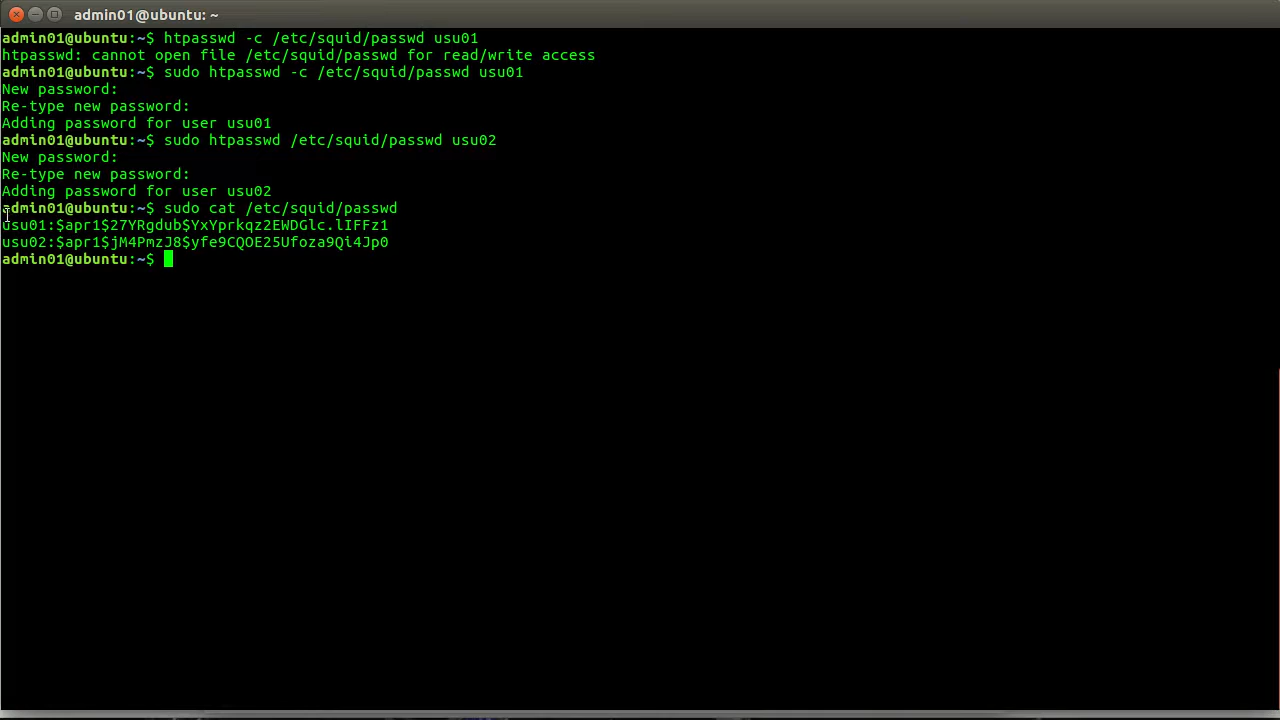 admin01@ubuntu: ~
admin01@ubuntu:~$ htpasswd -c /etc/squid/passwd usu01
htpasswd: cannot open file /etc/squid/passwd for read/write access
admin01@ubuntu:~$ sudo htpasswd -c /etc/squid/passwd usu01
New password:
Re-type new password:
Adding password for user usu01
admin01@ubuntu:~$ sudo htpasswd /etc/squid/passwd usu02
New password:
Re-type new password:
Adding password for user usu02
admin01@ubuntu:~$ sudo cat /etc/squid/passwd
usu01:$apr1$27YRgdub$YxYprkqz2EWDGlc.lIFFz1
usu02:$apr1$jM4PmzJ8$yfe9CQOE25Ufoza9Qi4Jp0
admin01@ubuntu:~$